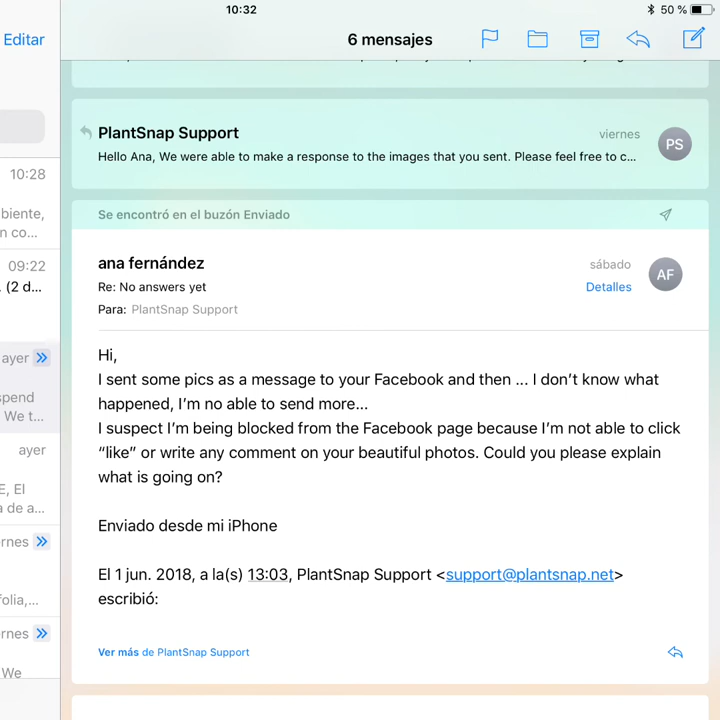 10:32
50 %
Editar
6 mensajes
PlantSnap Support
viernes
PS
Hello Ana, We were able to make a response to the images that you sent. Please feel free to c...
Se encontró en el buzón Enviado
ana fernández
sábado
AF
Re: No answers yet
Detalles
Para: PlantSnap Support
Hi,
I sent some pics as a message to your Facebook and then ... I don’t know what
happened, I’m no able to send more...
I suspect I’m being blocked from the Facebook page because I’m not able to click
“like” or write any comment on your beautiful photos. Could you please explain
what is going on?
Enviado desde mi iPhone
El 1 jun. 2018, a la(s) 13:03, PlantSnap Support <support@plantsnap.net>
escribió:
Ver más de PlantSnap Support
10:28
biente,
n co...
09:22
. (2 d...
ayer
spend
We t...
ayer
E, El
a de a...
rnes
folia,...
rnes
We